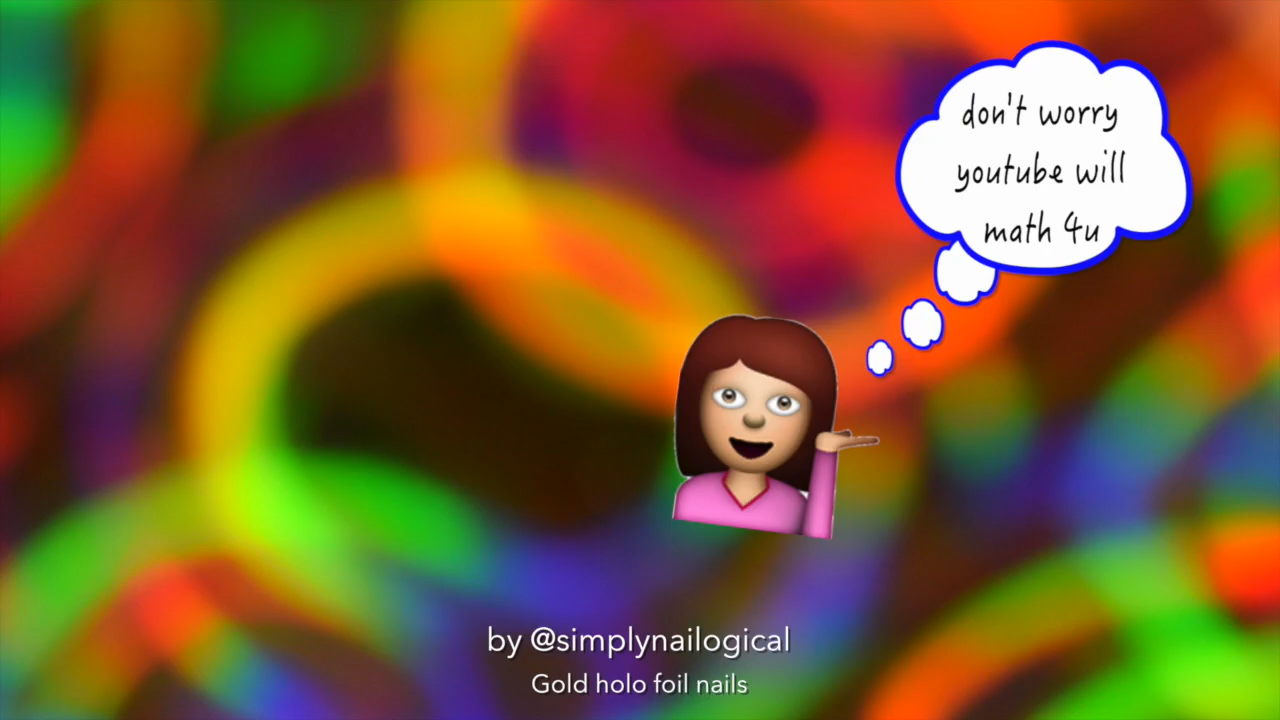 don't worry
youtube will
math 4u
by @simplynailogical
Gold holo foil nails